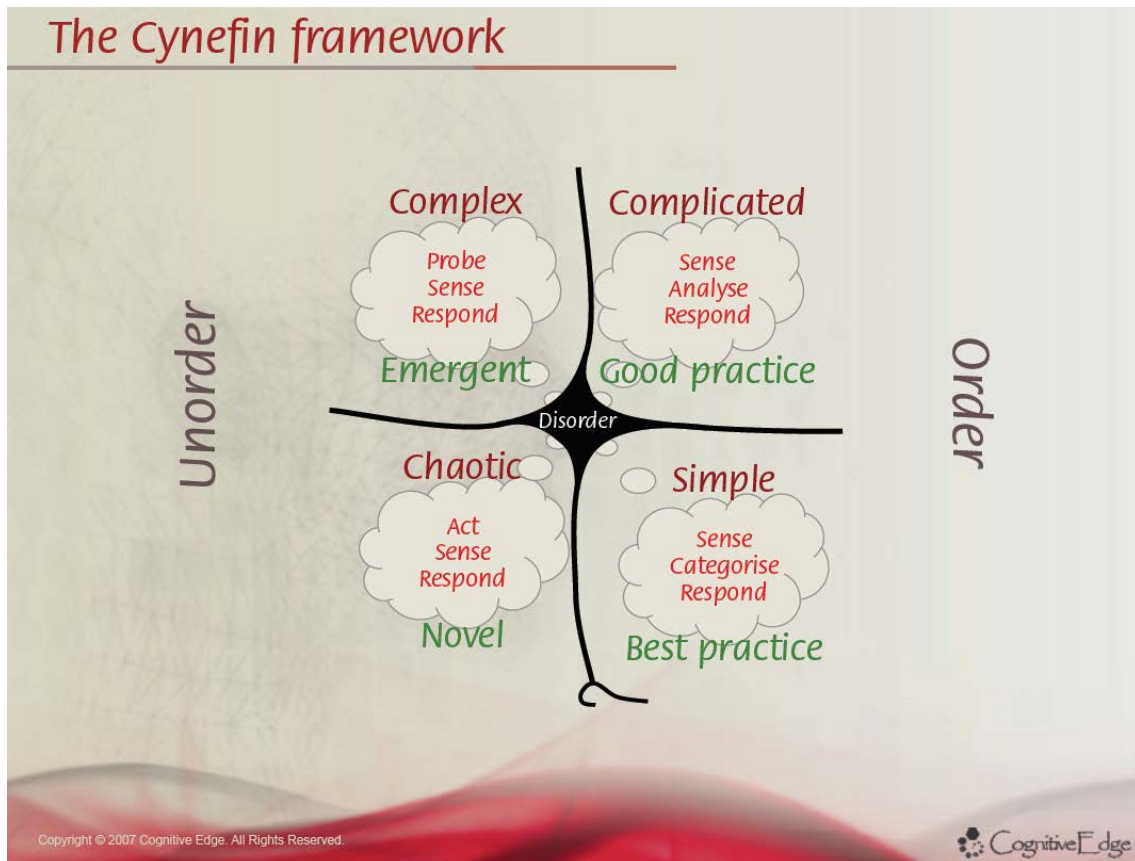 The Cynefin framework
Complex
Probe
Sense
Respond
Emergent
Complicated
Sense
Analyse
Respond
Good practice
Unorder
Disorder
Order
Chaotic
Act
Sense
Respond
Novel
Simple
Sense
Categorise
Respond
Best practice
Copyright © 2007 Cognitive Edge. All Rights Reserved.
CognitiveEdge